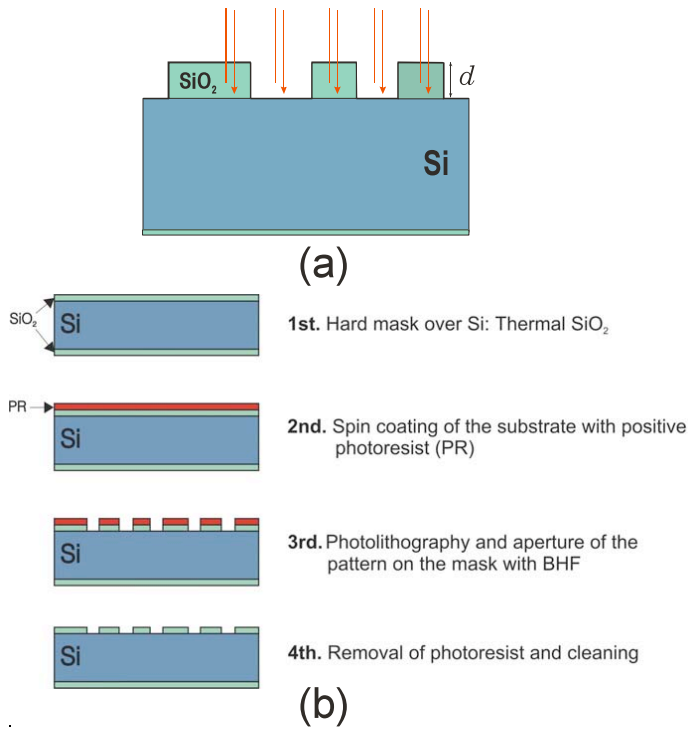 SiO₂
d
Si
(a)
SiO₂
Si
1st. Hard mask over Si: Thermal SiO₂
PR
Si
2nd. Spin coating of the substrate with positive
photoresist (PR)
Si
3rd. Photolithography and aperture of the
pattern on the mask with BHF
Si
4th. Removal of photoresist and cleaning
(b)
.